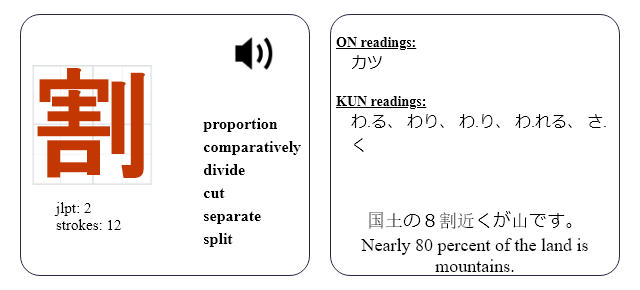 割
jlpt: 2
strokes: 12
proportion
comparatively
divide
cut
separate
split
ON readings:
カツ
KUN readings:
わ.る、 わり、 わ.り、 わ.れる、 さ.
く
国土の８割近くが山です。
Nearly 80 percent of the land is
mountains.